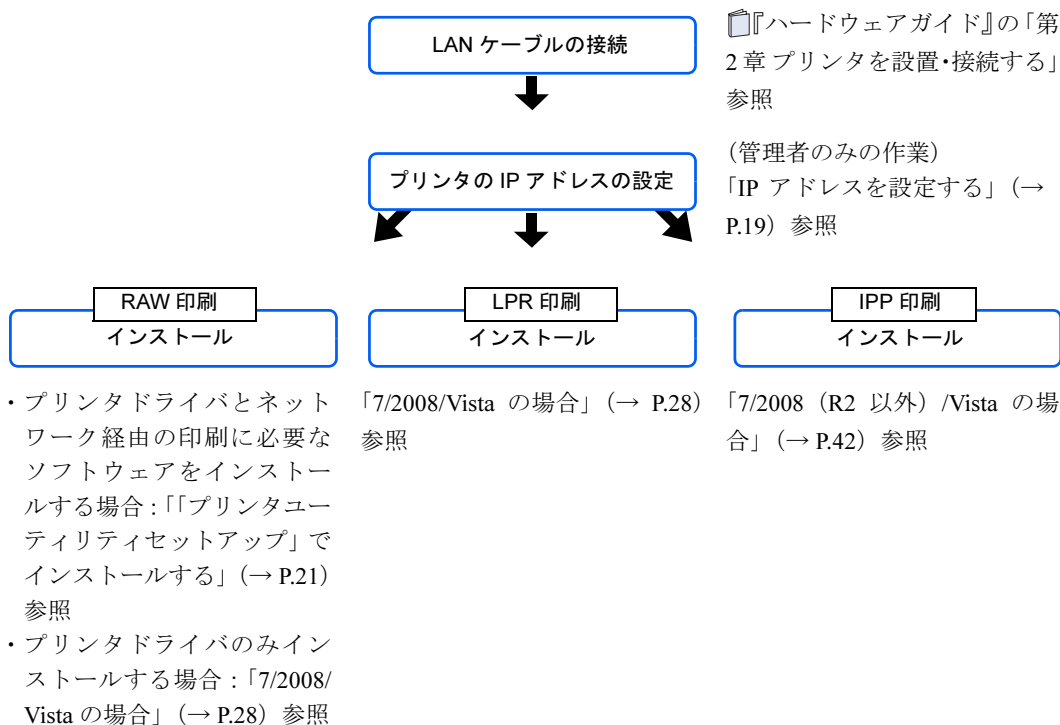 LAN ケーブルの接続
『ハードウェアガイド』の「第
2 章 プリンタを設置・接続する」
参照
プリンタの IP アドレスの設定
(管理者のみの作業)
「IP アドレスを設定する」(→
P.19)参照
RAW 印刷
インストール
LPR 印刷
インストール
IPP 印刷
インストール
・プリンタドライバとネット
ワーク経由の印刷に必要な
ソフトウェアをインストー
ルする場合:「「プリンタユー
ティリティセットアップ」で
インストールする」(→ P.21)
参照
・プリンタドライバのみイン
ストールする場合:「7/2008/
Vista の場合」(→ P.28)参照
「7/2008/Vista の場合」(→ P.28)
参照
「7/2008(R2 以外)/Vista の場
合」(→ P.42)参照